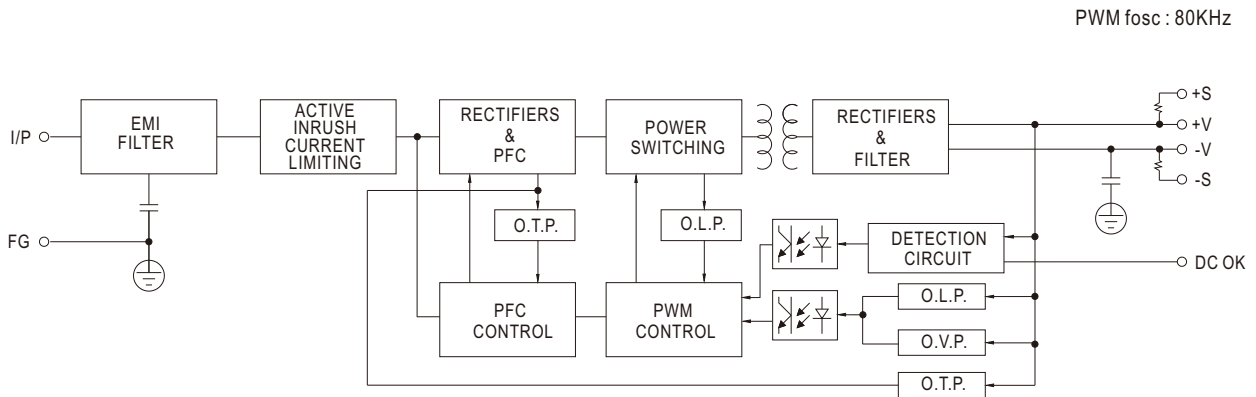 PWM fosc : 80KHz
I/P
EMI
FILTER
ACTIVE
INRUSH
CURRENT
LIMITING
RECTIFIERS
&
PFC
POWER
SWITCHING
RECTIFIERS
&
FILTER
+S
+V
-V
-S
FG
O.T.P.
O.L.P.
DETECTION
CIRCUIT
DC OK
PFC
CONTROL
PWM
CONTROL
O.L.P.
O.V.P.
O.T.P.